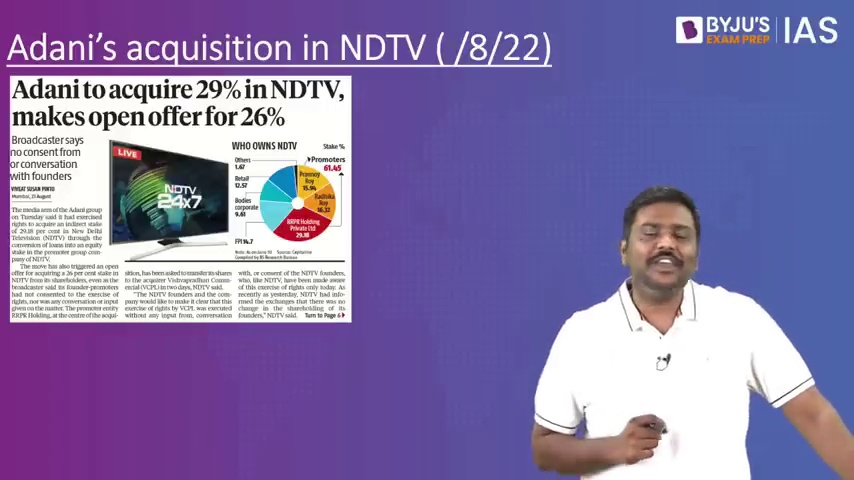 Adani's acquisition in NDTV ( /8/22)
BYJU'S
EXAM PREP
IAS
Adani to acquire 29% in NDTV,
makes open offer for 26%
Broadcaster says
no consent from
or conversation
with founders
Mumbai, 23 August
The media arm of the Adani group
on Tuesday said it had exercised
rights to acquire an indirect stake
of 29.18 per cent in New Delhi
Television (NDTV) through the
conversion of loans into an equity
stake in the promoter group com-
pany of NDTV.
The move has also triggered an open
offer for acquiring a 26 per cent stake in
NDTV from its shareholders, even as the
broadcaster said its founder-promoters
had not consented to the exercise of
rights, nor was any conversation or input
given on the matter. The promoter entity
RRPR Holding, at the centre of the acqui-
LIVE
NDTV
24x7
WHO OWNS NDTV
Stake %
Others
1.67
Retail
12.57
Bodies
corporate
9.61
FPI 14.7
Promoters
61.45
Prannoy
Roy
15.94
Radhika
Roy
16.32
RRPR Holding
Private Ltd
29.18
Note: As on June 30 Source: Capitaline
Compiled by BS Research Bureau
sition, has been asked to transfer its shares
to the acquirer Vishvapradhan Comm-
ercial (VCPL) in two days, NDTV said.
"The NDTV founders and the com-
pany would like to make it clear that this
exercise of rights by VCPL was executed
without any input from, conversation
with, or consent of the NDTV founders,
who, like NDTV, have been made aware
of this exercise of rights only today. As
recently as yesterday, NDTV had infor-
med the exchanges that there was no
change in the shareholding of its
founders," NDTV said. Turn to Page 6